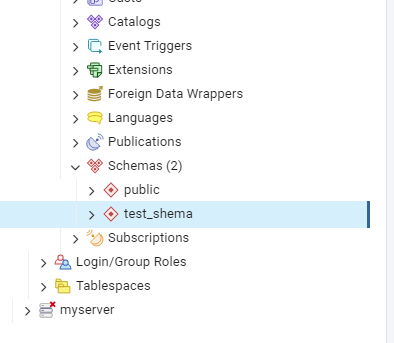 Catalogs
Event Triggers
Extensions
Foreign Data Wrappers
Languages
Publications
Schemas (2)
public
test_shema
Subscriptions
Login/Group Roles
Tablespaces
myserver